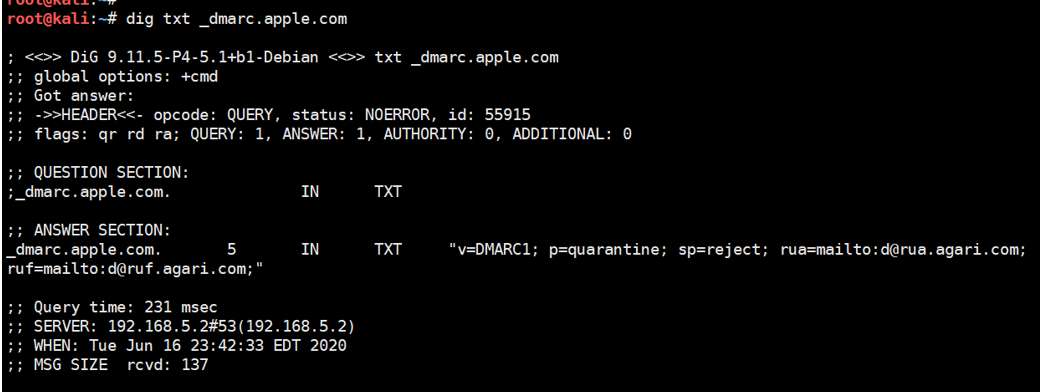 root@kali:~#
root@kali:~# dig txt _dmarc.apple.com
; <<>> DiG 9.11.5-P4-5.1+b1-Debian <<>> txt _dmarc.apple.com
;; global options: +cmd
;; Got answer:
;; ->>HEADER<<- opcode: QUERY, status: NOERROR, id: 55915
;; flags: qr rd ra; QUERY: 1, ANSWER: 1, AUTHORITY: 0, ADDITIONAL: 0
;; QUESTION SECTION:
;_dmarc.apple.com. IN TXT
;; ANSWER SECTION:
_dmarc.apple.com. 5 IN TXT "v=DMARC1; p=quarantine; sp=reject; rua=mailto:d@rua.agari.com;
ruf=mailto:d@ruf.agari.com;"
;; Query time: 231 msec
;; SERVER: 192.168.5.2#53(192.168.5.2)
;; WHEN: Tue Jun 16 23:42:33 EDT 2020
;; MSG SIZE rcvd: 137